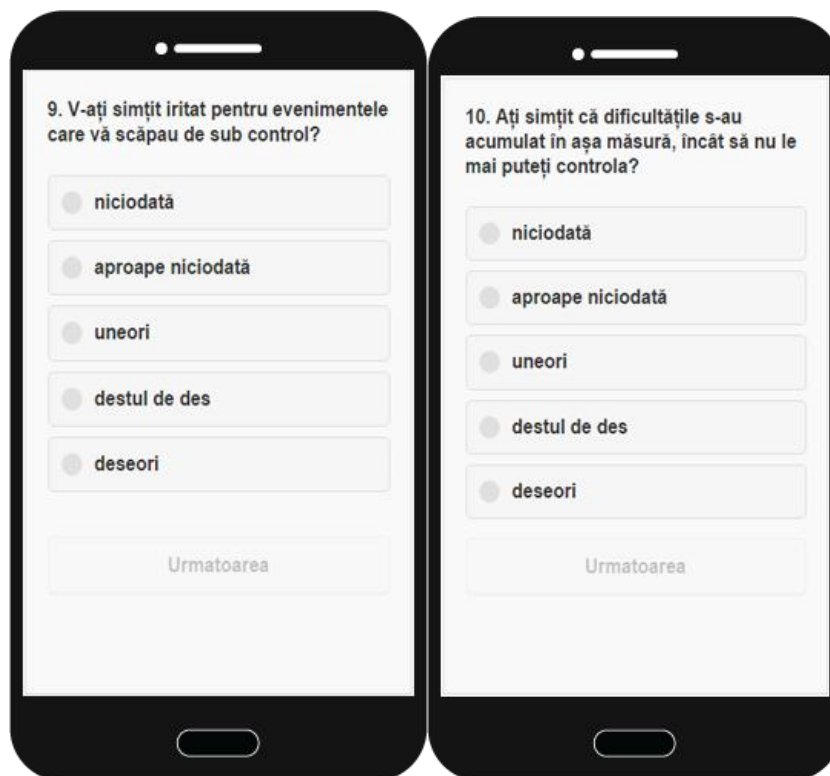 9. V-ați simțit iritat pentru evenimentele
care vă scăpau de sub control?
niciodată
aproape niciodată
uneori
destul de des
deseori
Urmatoarea
10. Ați simțit că dificultățile s-au
acumulat în așa măsură, încât să nu le
mai puteți controla?
niciodată
aproape niciodată
uneori
destul de des
deseori
Urmatoarea